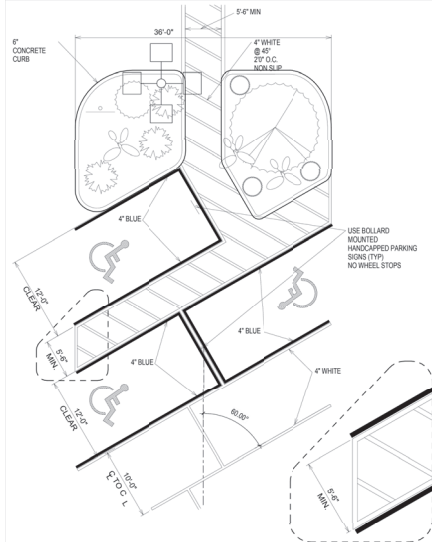 5'-6" MIN
36'-0"
6"
CONCRETE
CURB
4" WHITE
@ 45°
2'0" O.C.
NON SLIP
4" BLUE
USE BOLLARD
MOUNTED
HANDCAPPED PARKING
SIGNS (TYP)
NO WHEEL STOPS
12'-0"
CLEAR
4" BLUE
5'-6"
MIN.
4" BLUE
4" WHITE
12'-0"
CLEAR
60.00°
10'-0"
C L TO C L
5'-6"
MIN.